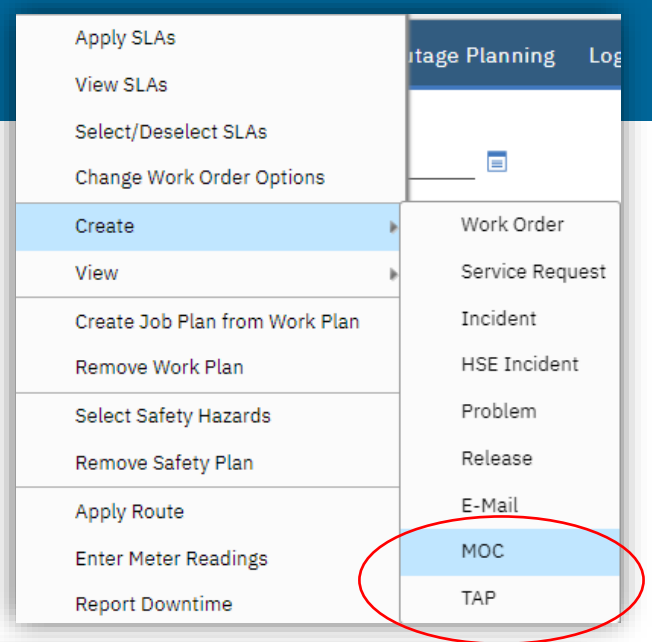 Apply SLAs
View SLAs
Select/Deselect SLAs
Change Work Order Options
Create
View
Create Job Plan from Work Plan
Remove Work Plan
Select Safety Hazards
Remove Safety Plan
Apply Route
Enter Meter Readings
Report Downtime
Planning
Work Order
Service Request
Incident
HSE Incident
Problem
Release
E-Mail
MOC
TAP